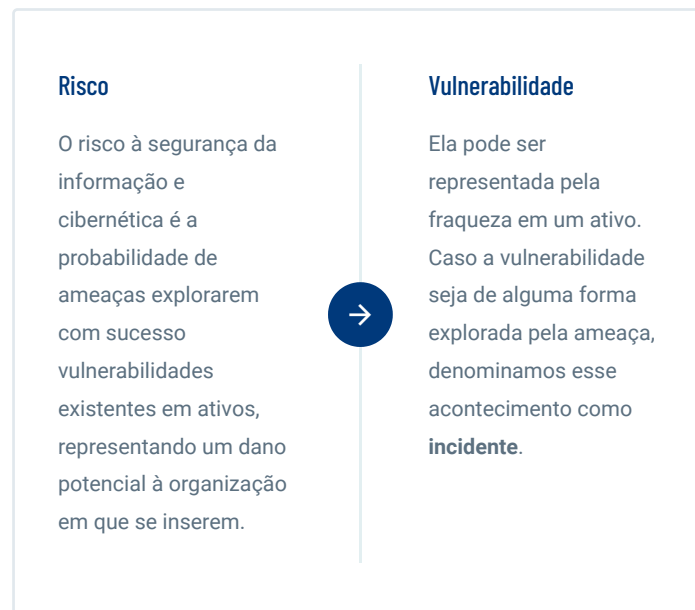 Risco
O risco à segurança da
informação e
cibernética é a
probabilidade de
ameaças explorarem
com sucesso
vulnerabilidades
existentes em ativos,
representando um dano
potencial à organização
em que se inserem.
Vulnerabilidade
Ela pode ser
representada pela
fraqueza em um ativo.
Caso a vulnerabilidade
seja de alguma forma
explorada pela ameaça,
denominamos esse
acontecimento como
incidente.